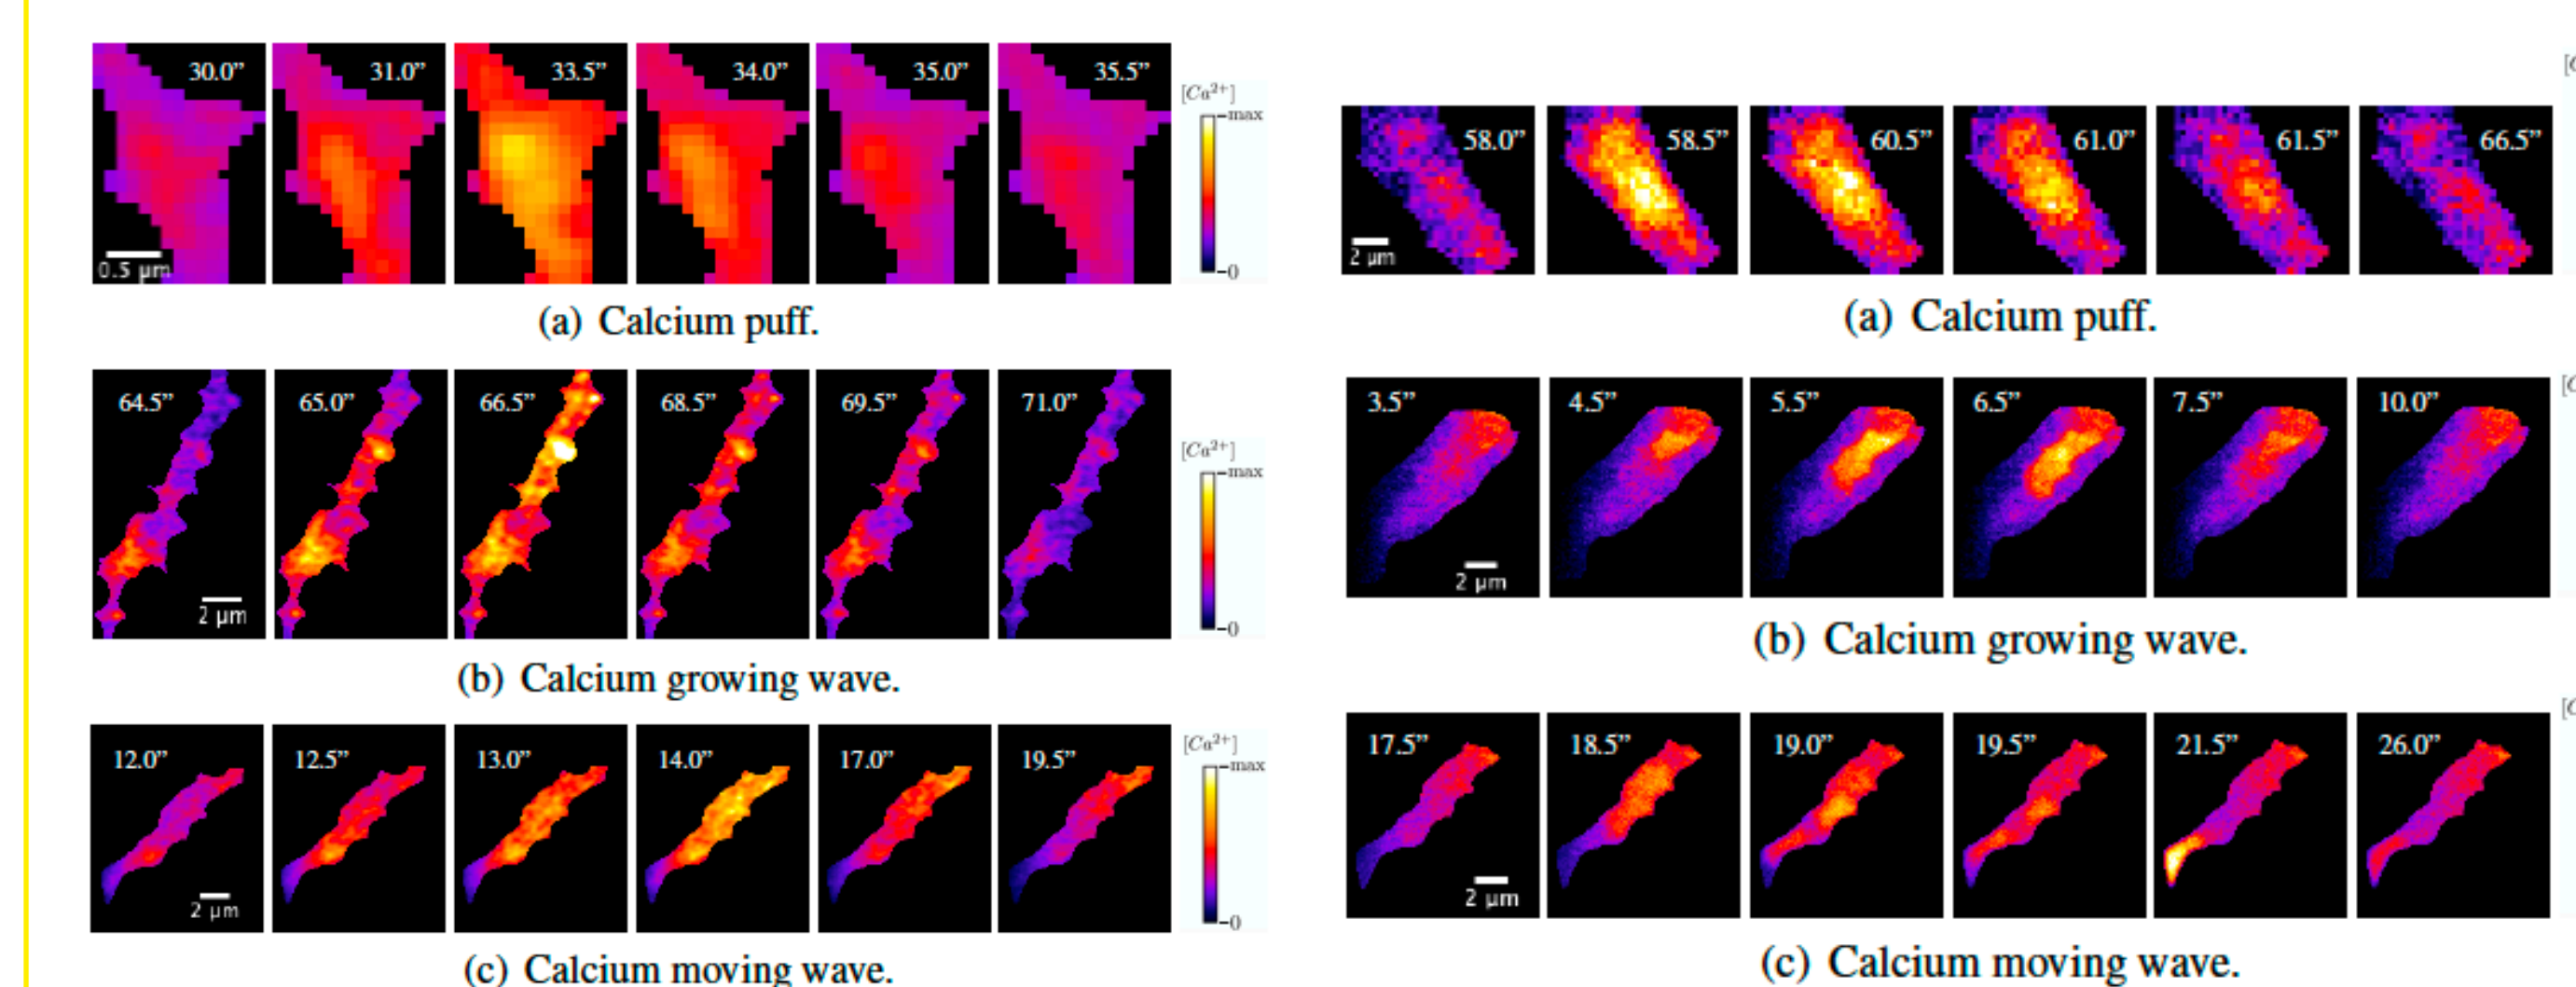 30.0” 31.0” 33.5” 34.0” 35.0” 35.5”
[Ca²⁺]
max
0
0.5 μm
(a) Calcium puff.
64.5” 65.0” 66.5” 68.5” 69.5” 71.0”
[Ca²⁺]
max
0
2 μm
(b) Calcium growing wave.
12.0” 12.5” 13.0” 14.0” 17.0” 19.5”
[Ca²⁺]
max
0
2 μm
(c) Calcium moving wave.
58.0” 58.5” 60.5” 61.0” 61.5” 66.5”
2 μm
(a) Calcium puff.
3.5” 4.5” 5.5” 6.5” 7.5” 10.0”
2 μm
(b) Calcium growing wave.
17.5” 18.5” 19.0” 19.5” 21.5” 26.0”
2 μm
(c) Calcium moving wave.